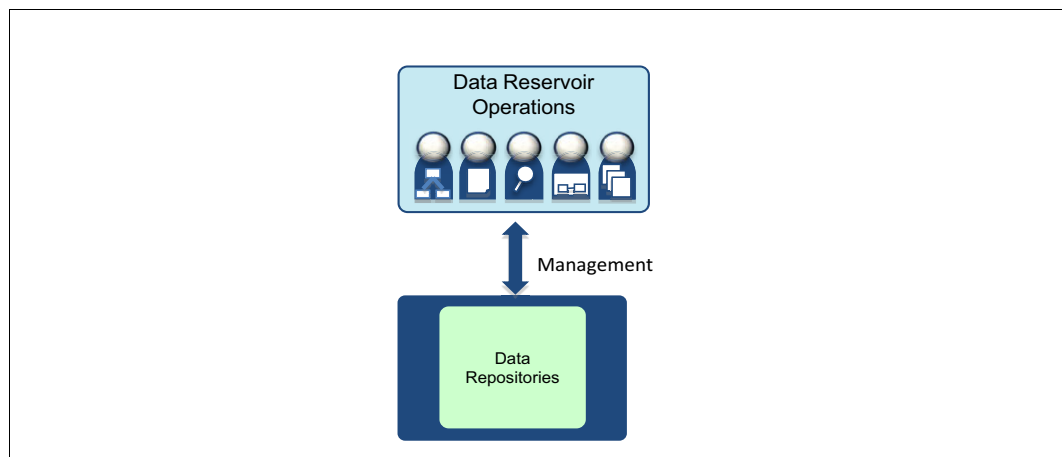 Data Reservoir
Operations
Management
Data
Repositories